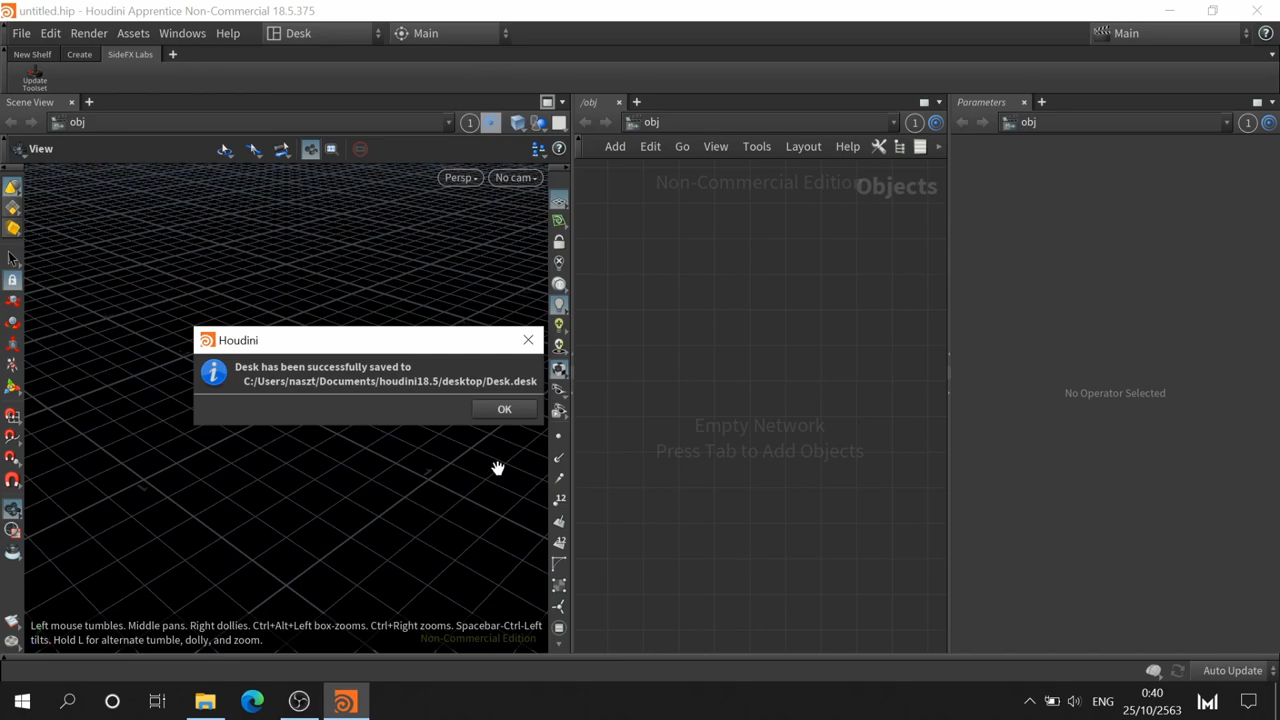 untitled.hip - Houdini Apprentice Non-Commercial 18.5.375
File Edit Render Assets Windows Help Desk Main Main
New Shelf Create SideFX Labs
Update
Toolset
Scene View /obj Parameters
obj 1 obj 1 obj 1
View Add Edit Go View Tools Layout Help
Persp No cam
Non-Commercial Edition Objects
Houdini
Desk has been successfully saved to
C:/Users/naszt/Documents/houdini18.5/desktop/Desk.desk
OK
No Operator Selected
Empty Network
Press Tab to Add Objects
12
12
Left mouse tumbles. Middle pans. Right dollies. Ctrl+Alt+Left box-zooms. Ctrl+Right zooms. Spacebar-Ctrl-Left
tilts. Hold L for alternate tumble, dolly, and zoom.
Non-Commercial Edition
Auto Update
ENG
0:40
25/10/2563